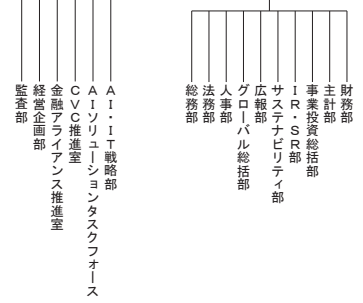 監査部
経営企画部
金融アライアンス推進室
CVC推進室
AIソリューションタスクフォース
AI・IT戦略部
総務部
法務部
人事部
グローバル総括部
広報部
サステナビリティ部
IR・SR部
事業投資総括部
主計部
財務部